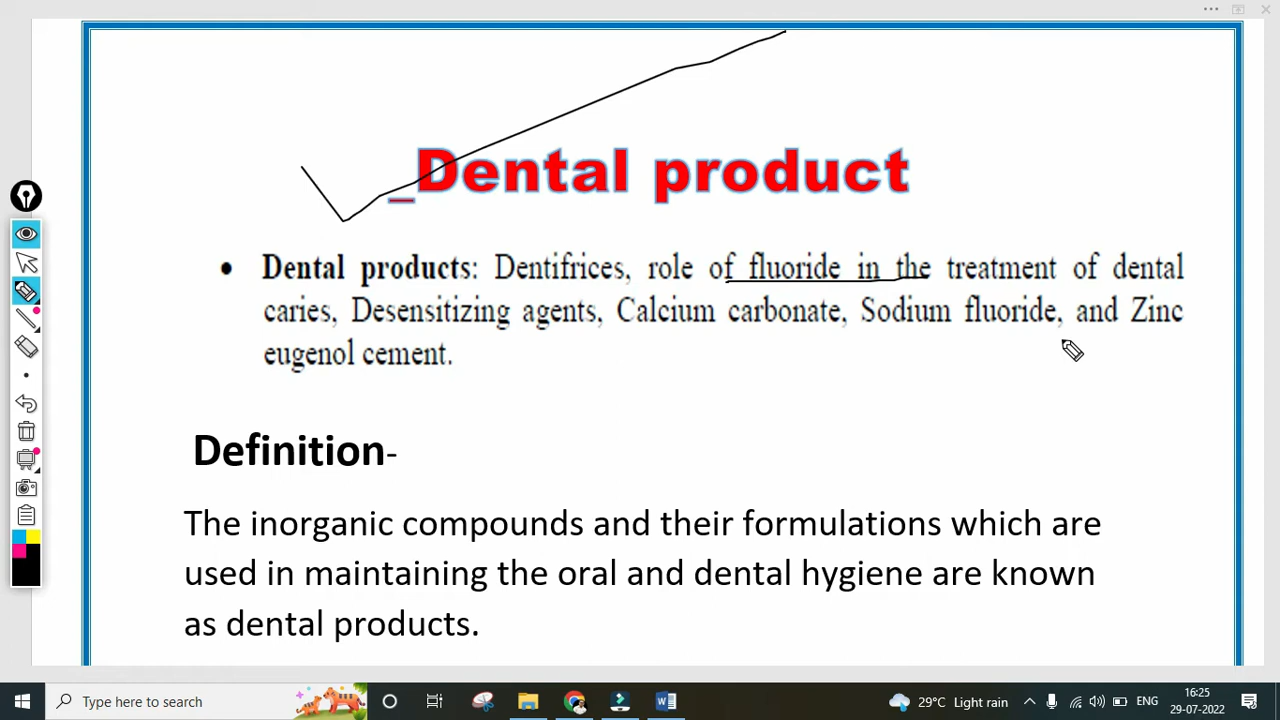 _Dental product
• Dental products: Dentifrices, role of fluoride in the treatment of dental
caries, Desensitizing agents, Calcium carbonate, Sodium fluoride, and Zinc
eugenol cement.
Definition-
The inorganic compounds and their formulations which are
used in maintaining the oral and dental hygiene are known
as dental products.
Type here to search
29°C Light rain
ENG
16:25
29-07-2022